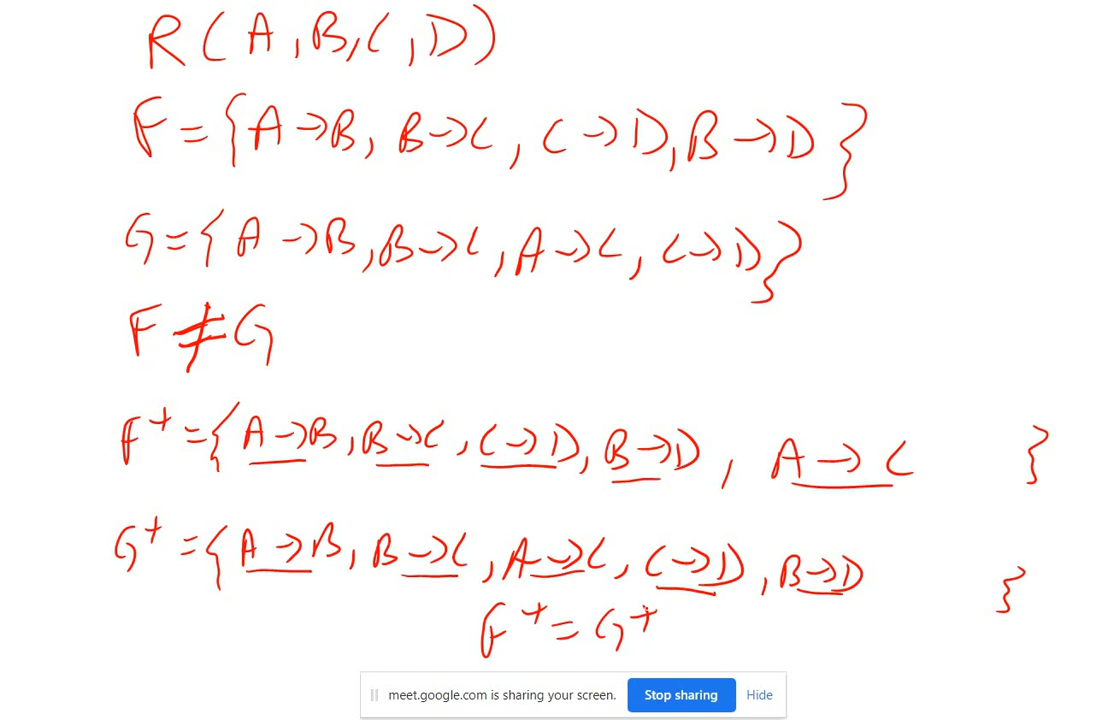 R(A,B,C,D)
F={A→B, B→C, C→D, B→D}
G={A→B, B→C, A→C, C→D}
F≠G
F⁺={A→B, B→C, C→D, B→D, A→C }
G⁺={A→B, B→C, A→C, C→D, B→D }
F⁺=G⁺
meet.google.com is sharing your screen. Stop sharing Hide